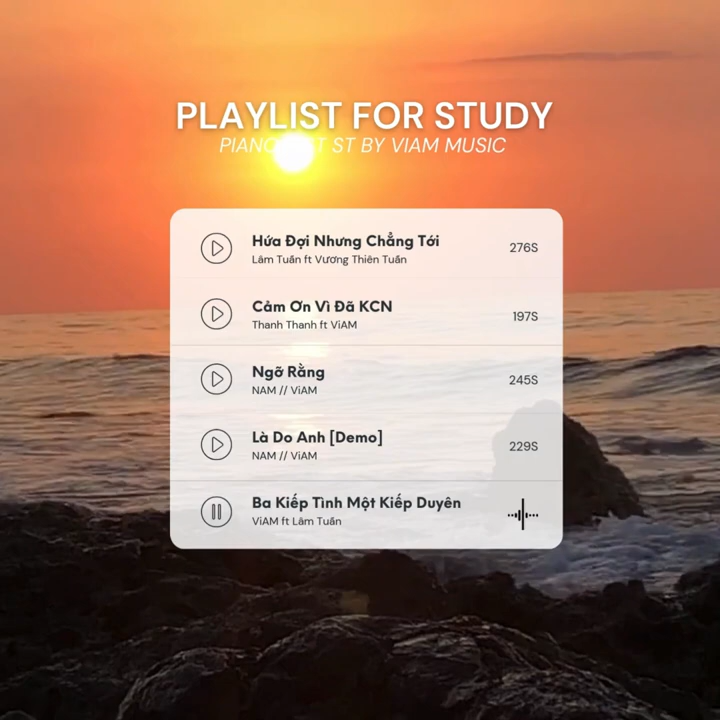 PLAYLIST FOR STUDY
PIANO ST BY VIAM MUSIC
Hứa Đợi Nhưng Chẳng Tới
276S
Lâm Tuấn ft Vương Thiên Tuấn
Cảm Ơn Vì Đã KCN
197S
Thanh Thanh ft ViAM
Ngỡ Rằng
245S
NAM // ViAM
Là Do Anh [Demo]
229S
NAM // ViAM
Ba Kiếp Tình Một Kiếp Duyên
ViAM ft Lâm Tuấn